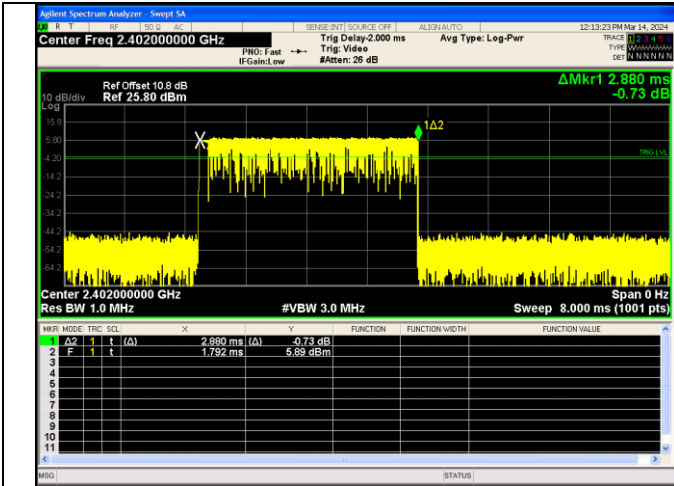 Agilent Spectrum Analyzer - Swept SA
R T RF 50 Ω AC SENSE:INT SOURCE OFF ALIGN AUTO 12:13:23 PM Mar 14, 2024
Center Freq 2.402000000 GHz
Trig Delay-2.000 ms Avg Type: Log-Pwr TRACE 1 2 3 4 5 6
PNO: Fast Trig: Video TYPE
IFGain:Low #Atten: 26 dB DET N N N N N N
ΔMkr1 2.880 ms
-0.73 dB
Ref Offset 10.8 dB
10 dB/div Ref 25.80 dBm
Log
15.8
5.80
-4.20
-14.2
-24.2
-34.2
-44.2
-54.2
-64.2
X
1Δ2
TRIG LVL
Center 2.402000000 GHz Span 0 Hz
Res BW 1.0 MHz #VBW 3.0 MHz Sweep 8.000 ms (1001 pts)
MKR MODE TRC SCL X Y FUNCTION FUNCTION WIDTH FUNCTION VALUE
1 Δ2 1 t (Δ) 2.880 ms (Δ) -0.73 dB
2 F 1 t 1.792 ms 5.89 dBm
3
4
5
6
7
8
9
10
11
MSG STATUS